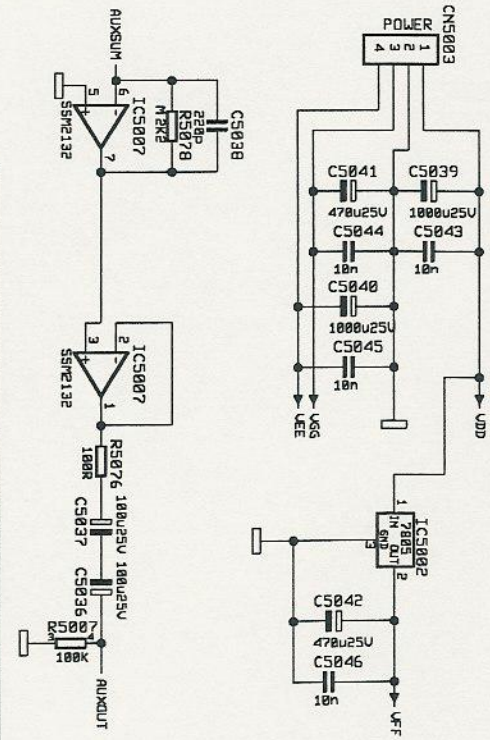 AUXSUM
5
6
+
-
IC5007
SSM2132
7
M 2K2
R5078
220P
C5038
3
2
+
-
IC5007
SSM2132
1
R5076
100R
100u25V
C5037
100u25V
C5036
R5007
3
4
100K
AUXOUT
POWER
CN5003
4
3
2
1
C5041
470u25V
C5039
1000u25V
C5044
10n
C5043
C5040
1000u25V
C5045
10n
VEE
VGG
VDD
1
IN
7805
OUT
GND
3
2
IC5002
C5042
470u25V
C5046
10n
VFF